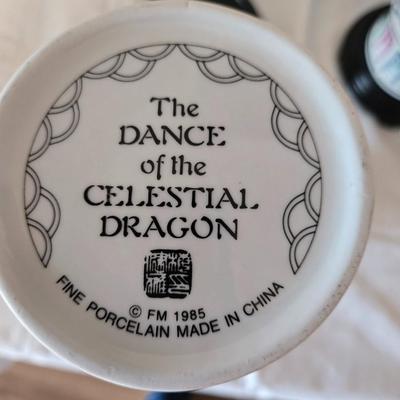 The
DANCE
of the
CELESTIAL
DRAGON
© FM 1985
FINE PORCELAIN MADE IN CHINA